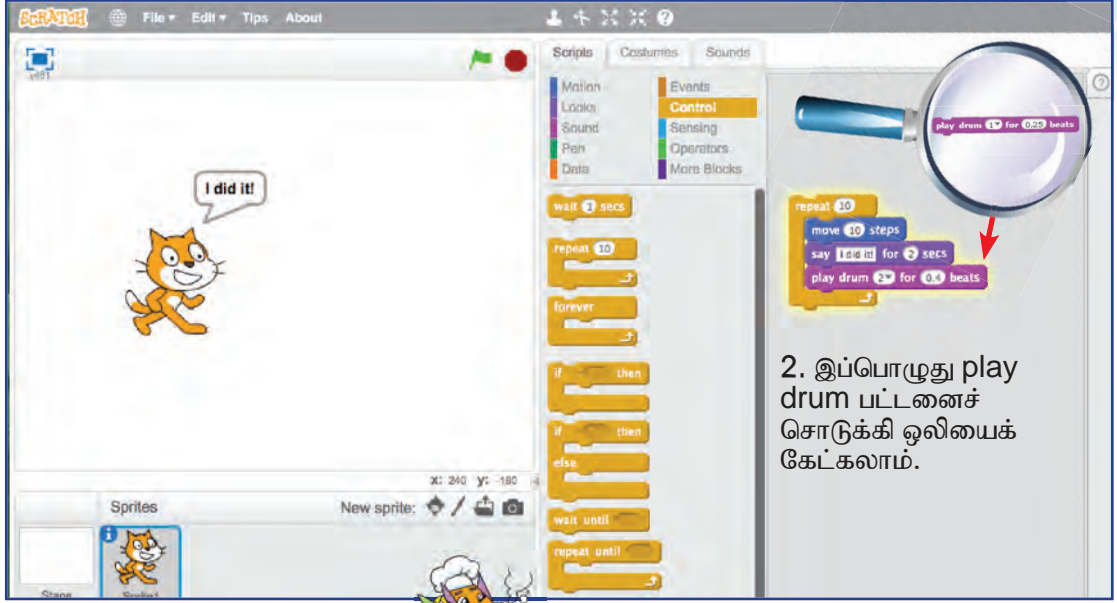 SCRATCH File Edit Tips About
v461
I did it!
x: 240 y: -180
Sprites New sprite:
Stage Sprite1
Scripts Costumes Sounds
Motion Events
Looks Control
Sound Sensing
Pen Operators
Data More Blocks
wait 1 secs
repeat 10
forever
if then
if then
else
wait until
repeat until
play drum 1 for 0.25 beats
repeat 10
move 10 steps
say I did it! for 2 secs
play drum 2 for 0.4 beats
2. இப்பொழுது play
drum பட்டனைச்
சொடுக்கி ஒலியைக்
கேட்கலாம்.